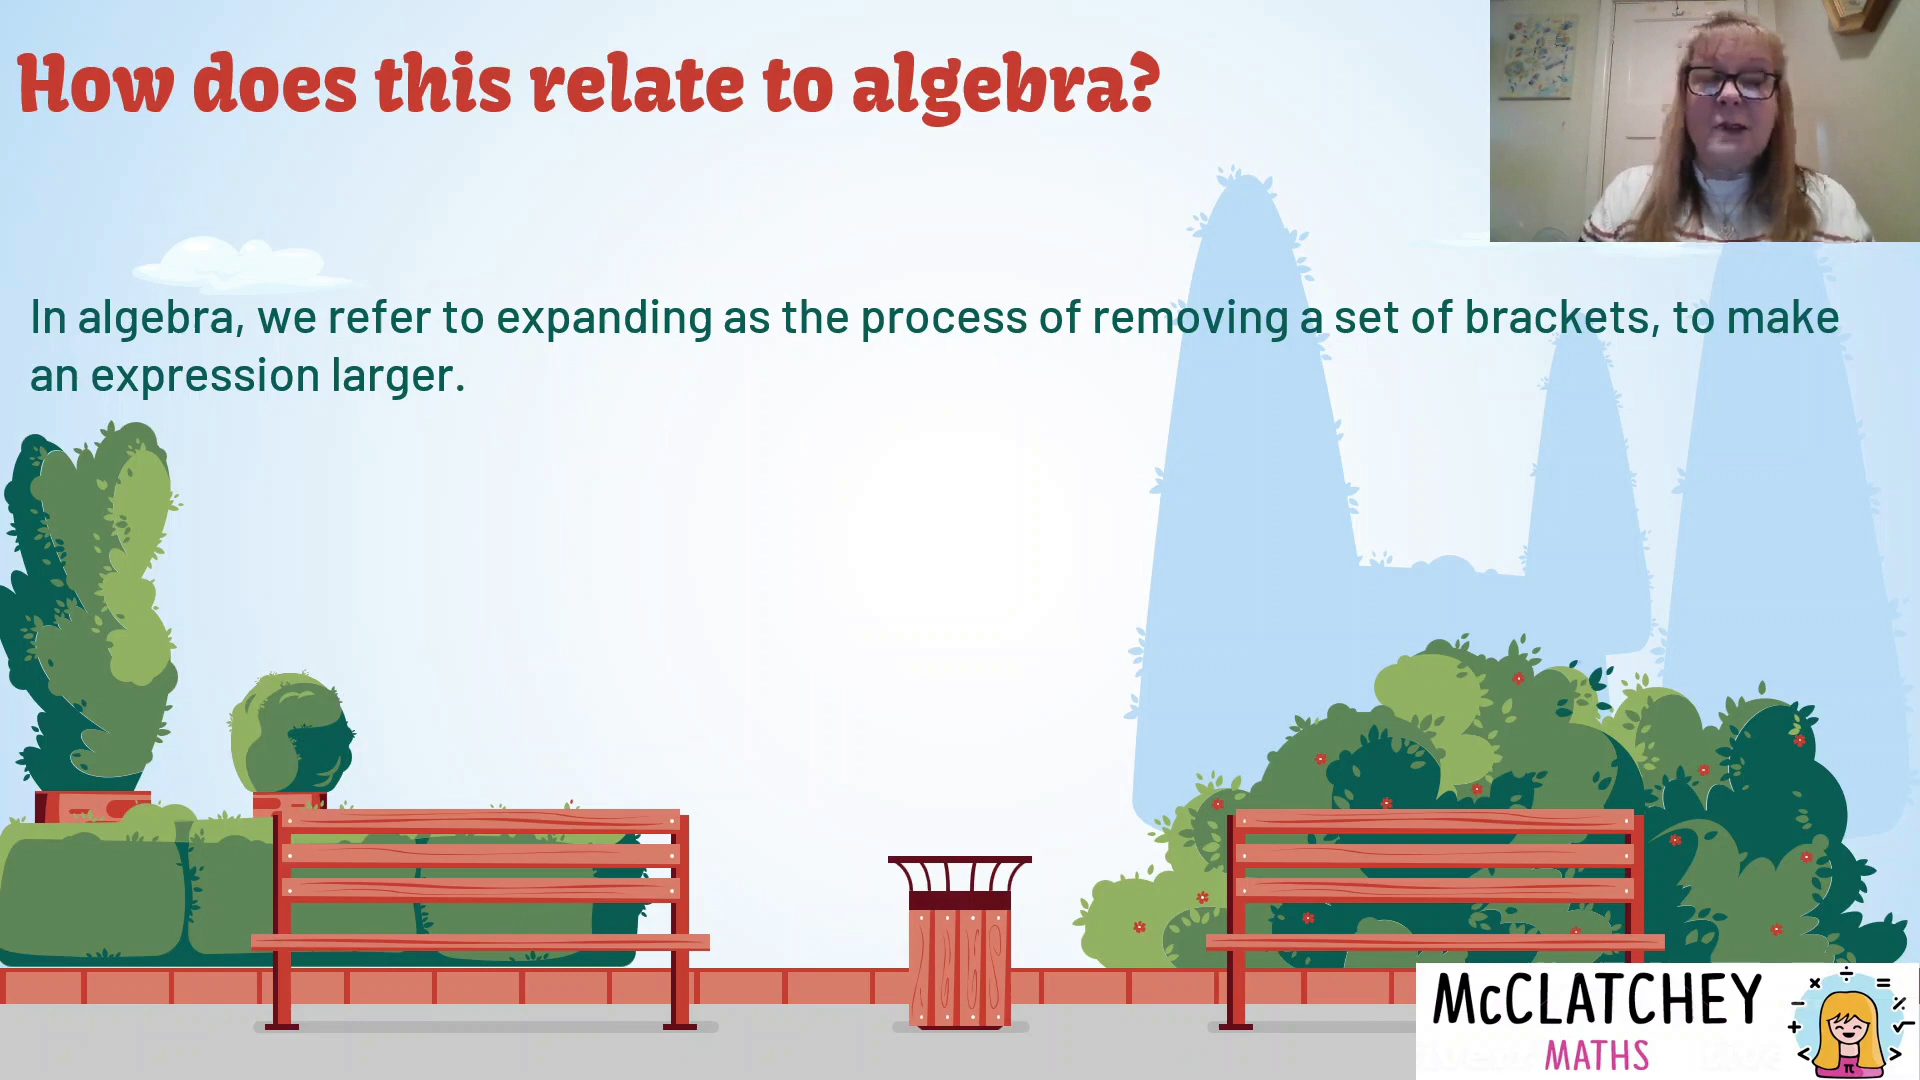 How does this relate to algebra?
In algebra, we refer to expanding as the process of removing a set of brackets, to make
an expression larger.
McCLATCHEY
MATHS